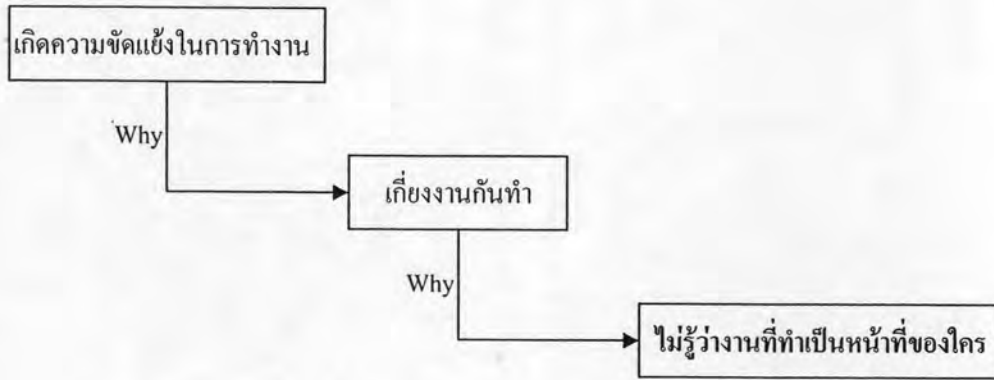 เกิดความขัดแย้งในการทำงาน
Why
เกี่ยงงานกันทำ
Why
ไม่รู้ว่างานที่ทำเป็นหน้าที่ของใคร